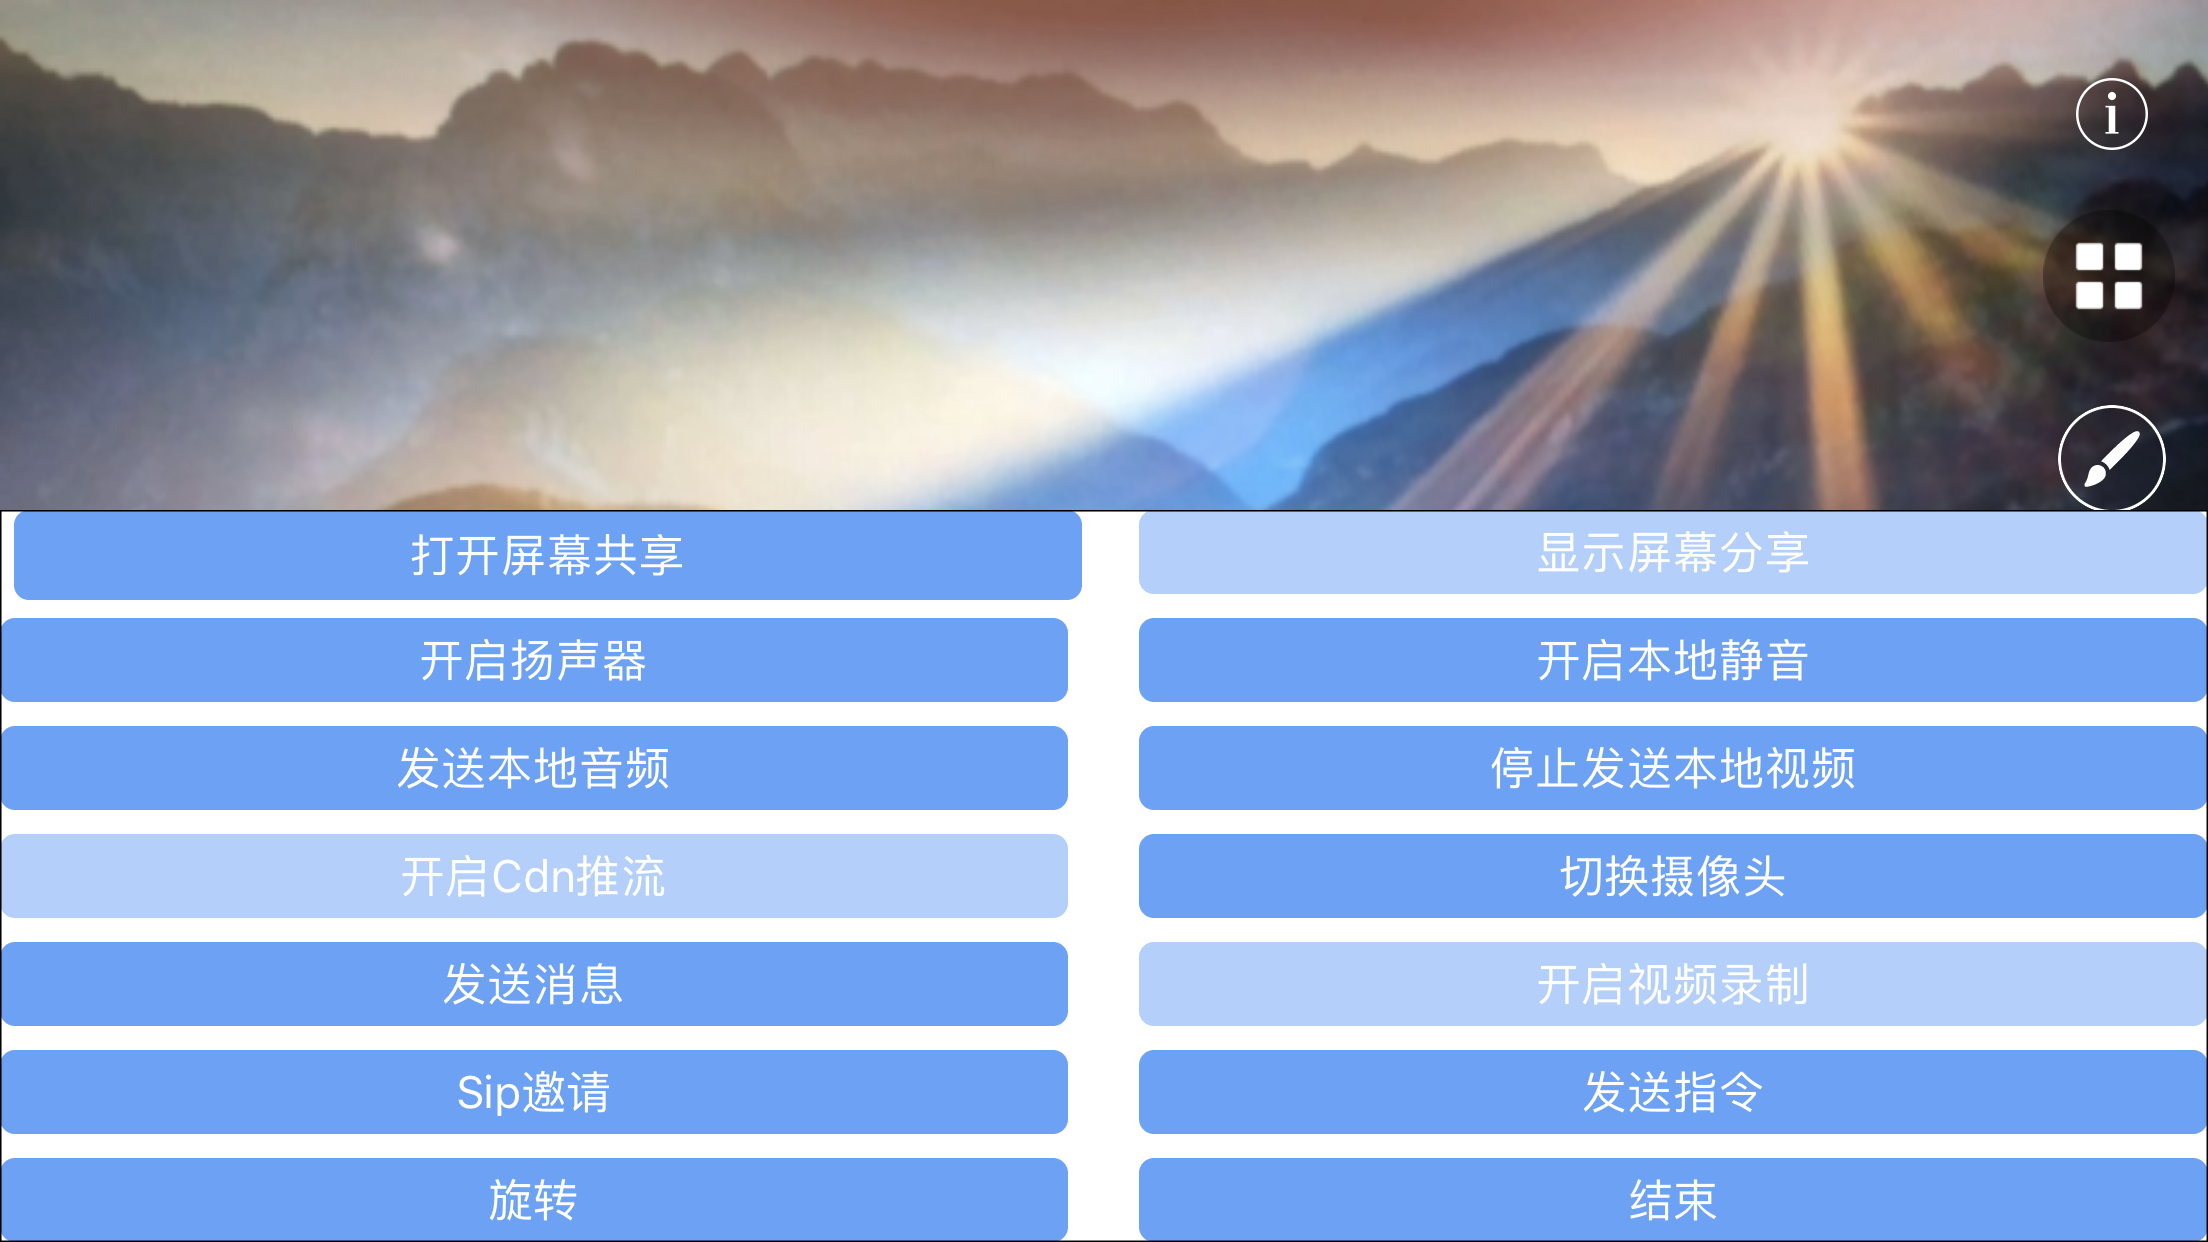 打开屏幕共享
显示屏幕分享
开启扬声器
开启本地静音
发送本地音频
停止发送本地视频
开启Cdn推流
切换摄像头
发送消息
开启视频录制
Sip邀请
发送指令
旋转
结束